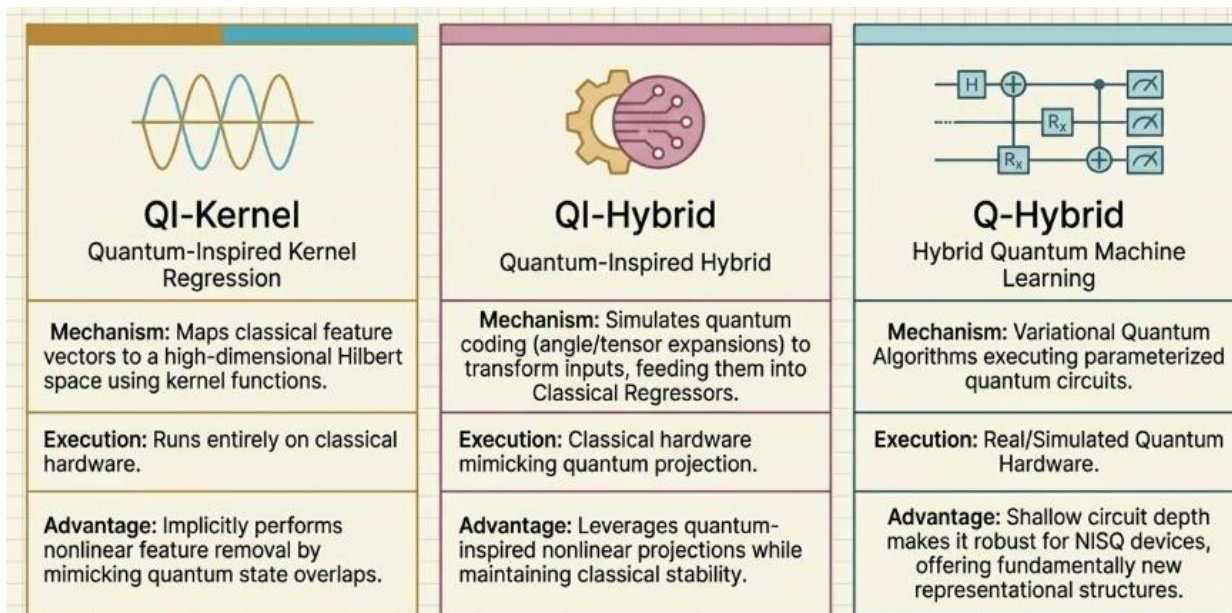 QI-Kernel
Quantum-Inspired Kernel
Regression
Mechanism: Maps classical feature
vectors to a high-dimensional Hilbert
space using kernel functions.
Execution: Runs entirely on classical
hardware.
Advantage: Implicitly performs
nonlinear feature removal by
mimicking quantum state overlaps.
QI-Hybrid
Quantum-Inspired Hybrid
Mechanism: Simulates quantum
coding (angle/tensor expansions) to
transform inputs, feeding them into
Classical Regressors.
Execution: Classical hardware
mimicking quantum projection.
Advantage: Leverages quantum-
inspired nonlinear projections while
maintaining classical stability.
H
Rx
Rx
Q-Hybrid
Hybrid Quantum Machine
Learning
Mechanism: Variational Quantum
Algorithms executing parameterized
quantum circuits.
Execution: Real/Simulated Quantum
Hardware.
Advantage: Shallow circuit depth
makes it robust for NISQ devices,
offering fundamentally new
representational structures.